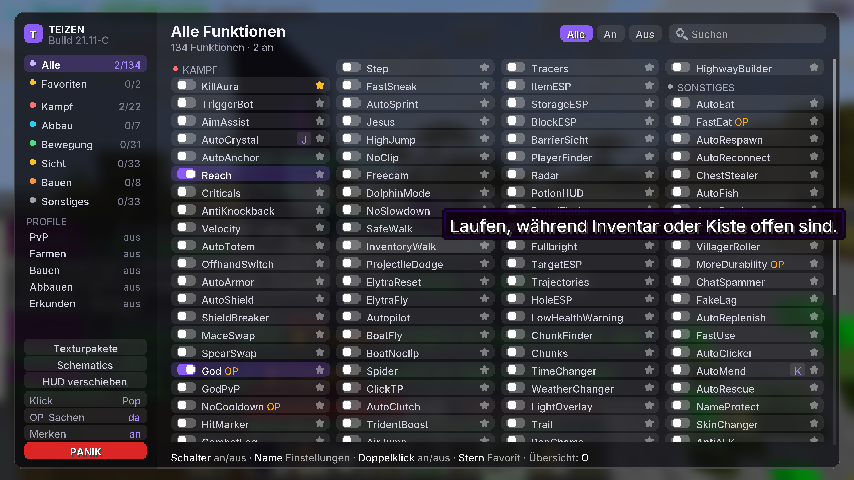 T TEIZEN
Build 21.11-C
Alle 2/134
Favoriten 0/2
Kampf 2/22
Abbau 0/7
Bewegung 0/31
Sicht 0/33
Bauen 0/8
Sonstiges 0/33
PROFILE
PvP aus
Farmen aus
Bauen aus
Abbauen aus
Erkunden aus
Texturpakete
Schematics
HUD verschieben
Klick Pop
OP-Sachen da
Merken an
PANIK
Alle Funktionen
134 Funktionen · 2 an
Alle An Aus Suchen
KAMPF
KillAura
TriggerBot
AimAssist
AutoCrystal J
AutoAnchor
Reach
Criticals
AntiKnockback
Velocity
AutoTotem
OffhandSwitch
AutoArmor
AutoShield
ShieldBreaker
MaceSwap
SpearSwap
God OP
GodPvP
NoCooldown OP
HitMarker
CombatLog
Step
FastSneak
AutoSprint
Jesus
HighJump
NoClip
Freecam
DolphinMode
NoSlowdown
SafeWalk
InventoryWalk
ProjectileDodge
ElytraReset
ElytraFly
Autopilot
BoatFly
BoatNoclip
Spider
ClickTP
AutoClutch
TridentBoost
AirJump
Tracers
ItemESP
StorageESP
BlockESP
BarrierSicht
PlayerFinder
Radar
PotionHUD
Laufen, während Inventar oder Kiste offen sind.
Fullbright
TargetESP
Trajectories
HoleESP
LowHealthWarning
ChunkFinder
Chunks
TimeChanger
WeatherChanger
LightOverlay
Trail
HighwayBuilder
SONSTIGES
AutoEat
FastEat OP
AutoRespawn
AutoReconnect
ChestStealer
AutoFish
VillagerRoller
MoreDurability OP
ChatSpammer
FakeLag
AutoReplenish
FastUse
AutoClicker
AutoMend K
AutoRescue
NameProtect
SkinChanger
AntiAFK
Schalter an/aus · Name Einstellungen · Doppelklick an/aus · Stern Favorit · Übersicht: O